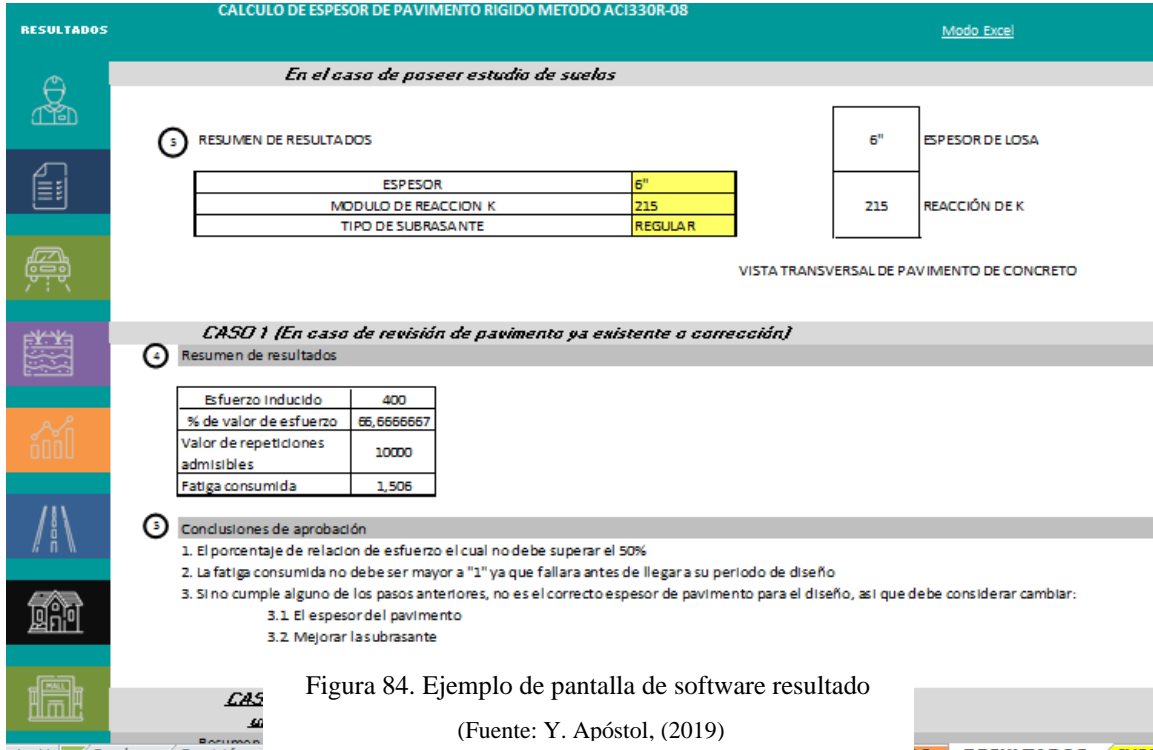 CALCULO DE ESPESOR DE PAVIMENTO RIGIDO METODO ACI330R-08
RESULTADOS
Modo Excel
En el caso de poseer estudio de suelos
5 RESUMEN DE RESULTADOS
6" ESPESOR DE LOSA
ESPESOR 6"
MODULO DE REACCION K 215
TIPO DE SUBRASANTE REGULAR
215 REACCIÓN DE K
VISTA TRANSVERSAL DE PAVIMENTO DE CONCRETO
CASO 1 (En caso de revisión de pavimento ya existente o corrección)
4 Resumen de resultados
Esfuerzo inducido 400
% de valor de esfuerzo 66,6666667
Valor de repeticiones admisibles 10000
Fatiga consumida 1,506
5 Conclusiones de aprobación
1. El porcentaje de relacion de esfuerzo el cual no debe superar el 50%
2. La fatiga consumida no debe ser mayor a "1" ya que fallara antes de llegar a su periodo de diseño
3. Si no cumple alguno de los pasos anteriores, no es el correcto espesor de pavimento para el diseño, asi que debe considerar cambiar:
3.1 El espesor del pavimento
3.2 Mejorar la subrasante
MALL
Figura 84. Ejemplo de pantalla de software resultado
(Fuente: Y. Apóstol, (2019)
RESULTADOS